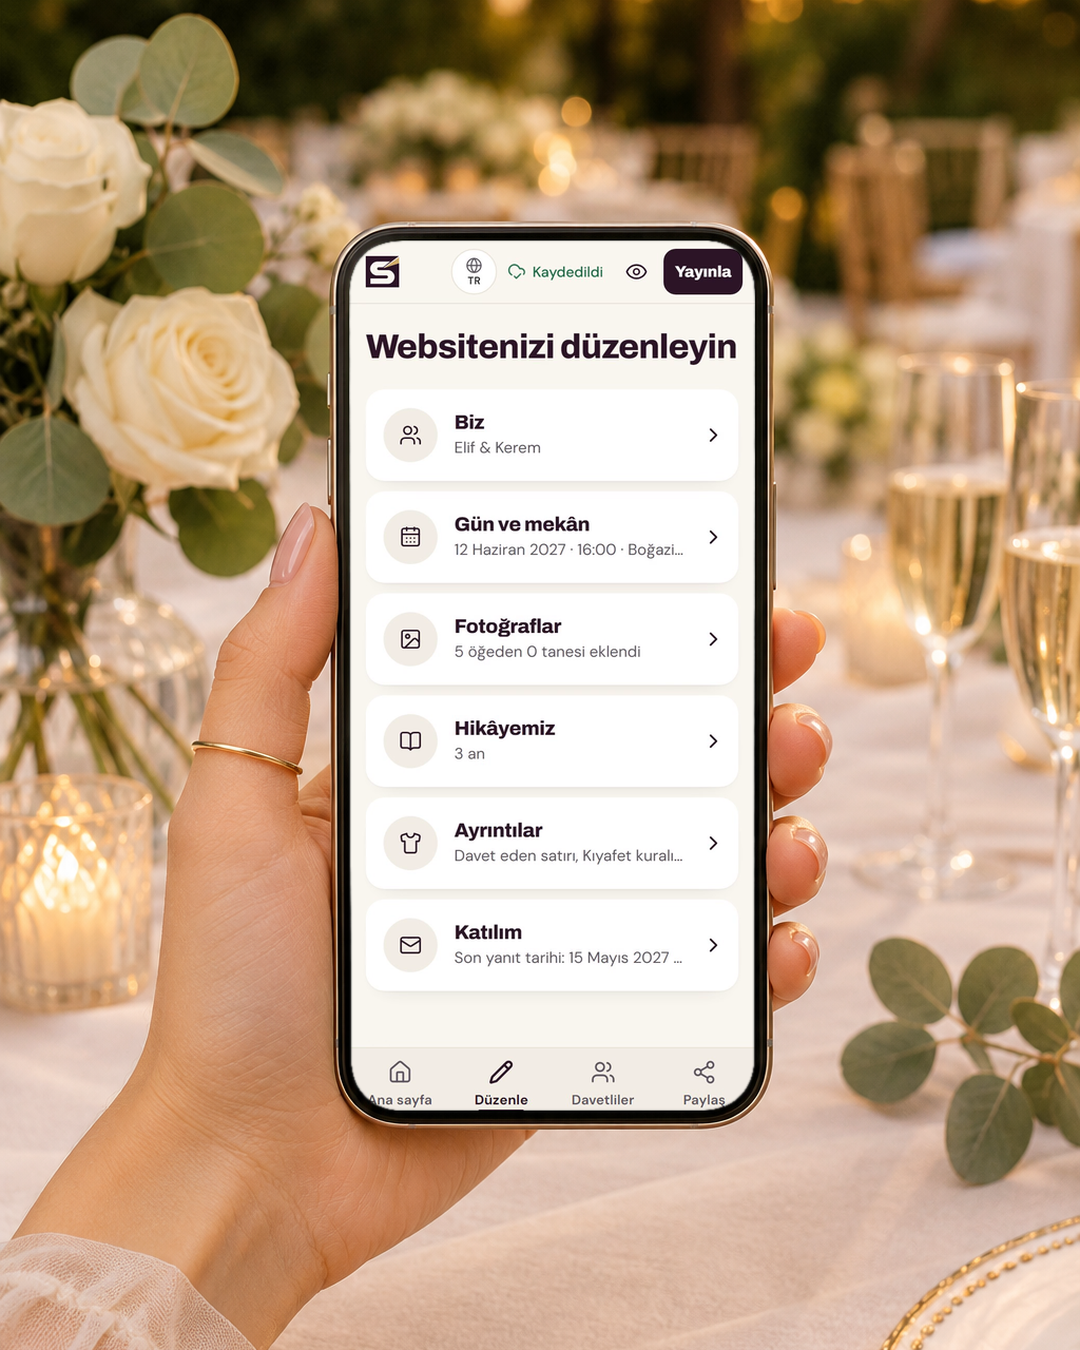 S
TR
Kaydedildi
Yayınla
Websitenizi düzenleyin
Biz
Elif & Kerem
Gün ve mekân
12 Haziran 2027 · 16:00 · Boğazi...
Fotoğraflar
5 öğeden 0 tanesi eklendi
Hikâyemiz
3 an
Ayrıntılar
Davet eden satırı, Kıyafet kuralı...
Katılım
Son yanıt tarihi: 15 Mayıs 2027 ...
Ana sayfa
Düzenle
Davetliler
Paylaş